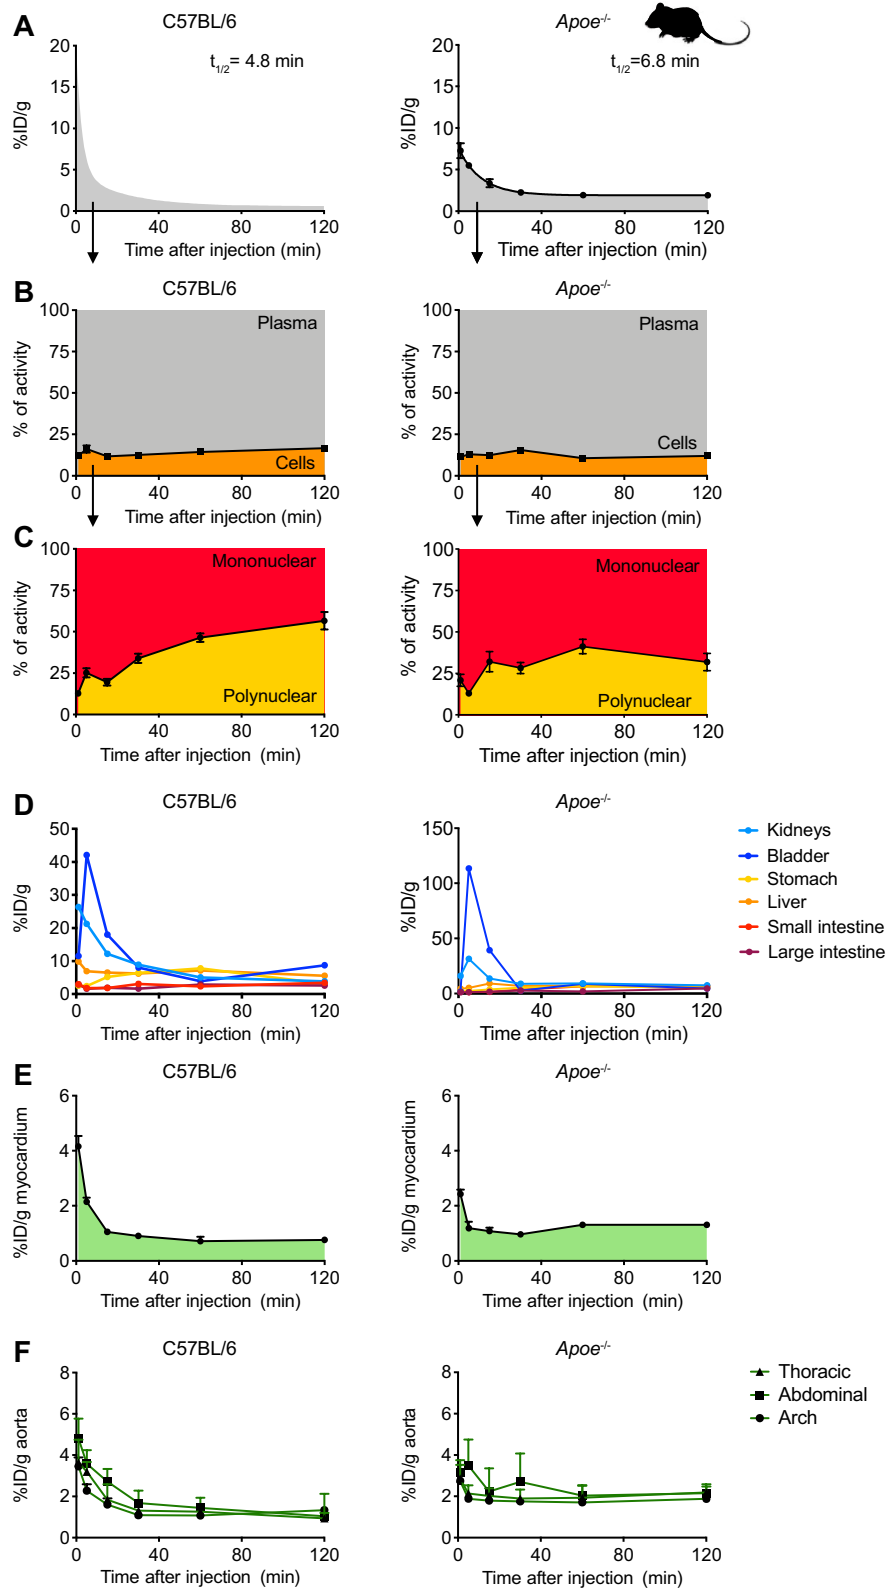 A
C57BL/6
Apoe-/-
t1/2= 4.8 min
t1/2=6.8 min
%ID/g
20
15
10
5
0
0 40 80 120
Time after injection (min)
%ID/g
20
15
10
5
0
0 40 80 120
Time after injection (min)
B
C57BL/6
Apoe-/-
% of activity
100
75
50
25
0
Plasma
Cells
0 40 80 120
Time after injection (min)
% of activity
100
75
50
25
0
Plasma
Cells
0 40 80 120
Time after injection (min)
C
% of activity
100
75
50
25
0
Mononuclear
Polynuclear
0 40 80 120
Time after injection (min)
% of activity
100
75
50
25
0
Mononuclear
Polynuclear
0 40 80 120
Time after injection (min)
D
C57BL/6
Apoe-/-
%ID/g
50
40
30
20
10
0
0 40 80 120
Time after injection (min)
%ID/g
150
100
50
0
0 40 80 120
Time after injection (min)
Kidneys
Bladder
Stomach
Liver
Small intestine
Large intestine
E
C57BL/6
Apoe-/-
%ID/g myocardium
6
4
2
0
0 40 80 120
Time after injection (min)
%ID/g myocardium
6
4
2
0
0 40 80 120
Time after injection (min)
F
C57BL/6
Apoe-/-
%ID/g aorta
8
6
4
2
0
0 40 80 120
Time after injection (min)
%ID/g aorta
8
6
4
2
0
0 40 80 120
Time after injection (min)
Thoracic
Abdominal
Arch